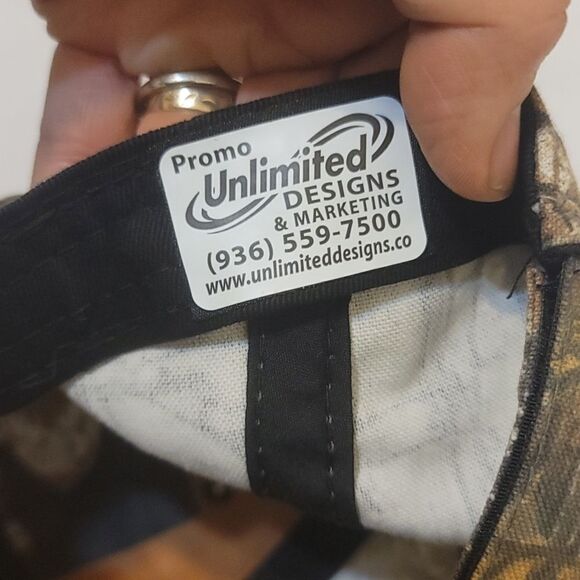 Promo
Unlimited
DESIGNS
& MARKETING
(936) 559-7500
www.unlimiteddesigns.co